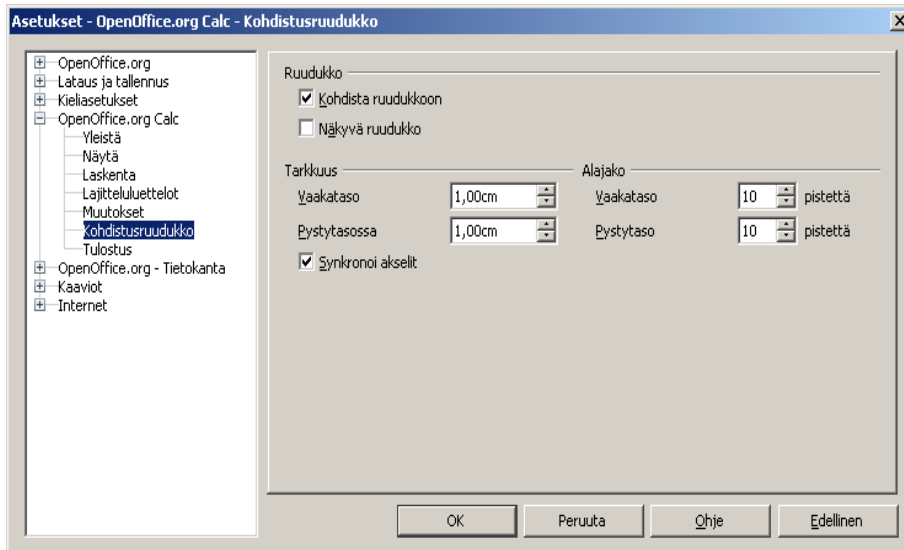 Asetukset - OpenOffice.org Calc - Kohdistusruudukko
OpenOffice.org
Lataus ja tallennus
Kieliasetukset
OpenOffice.org Calc
Yleistä
Näytä
Laskenta
Lajitteluluettelot
Muutokset
Kohdistusruudukko
Tulostus
OpenOffice.org - Tietokanta
Kaaviot
Internet
Ruudukko
Kohdista ruudukkoon
Näkyvä ruudukko
Tarkkuus
Vaakataso 1,00cm
Pystytasossa 1,00cm
Synkronoi akselit
Alajako
Vaakataso 10 pistettä
Pystytaso 10 pistettä
OK Peruuta Ohje Edellinen